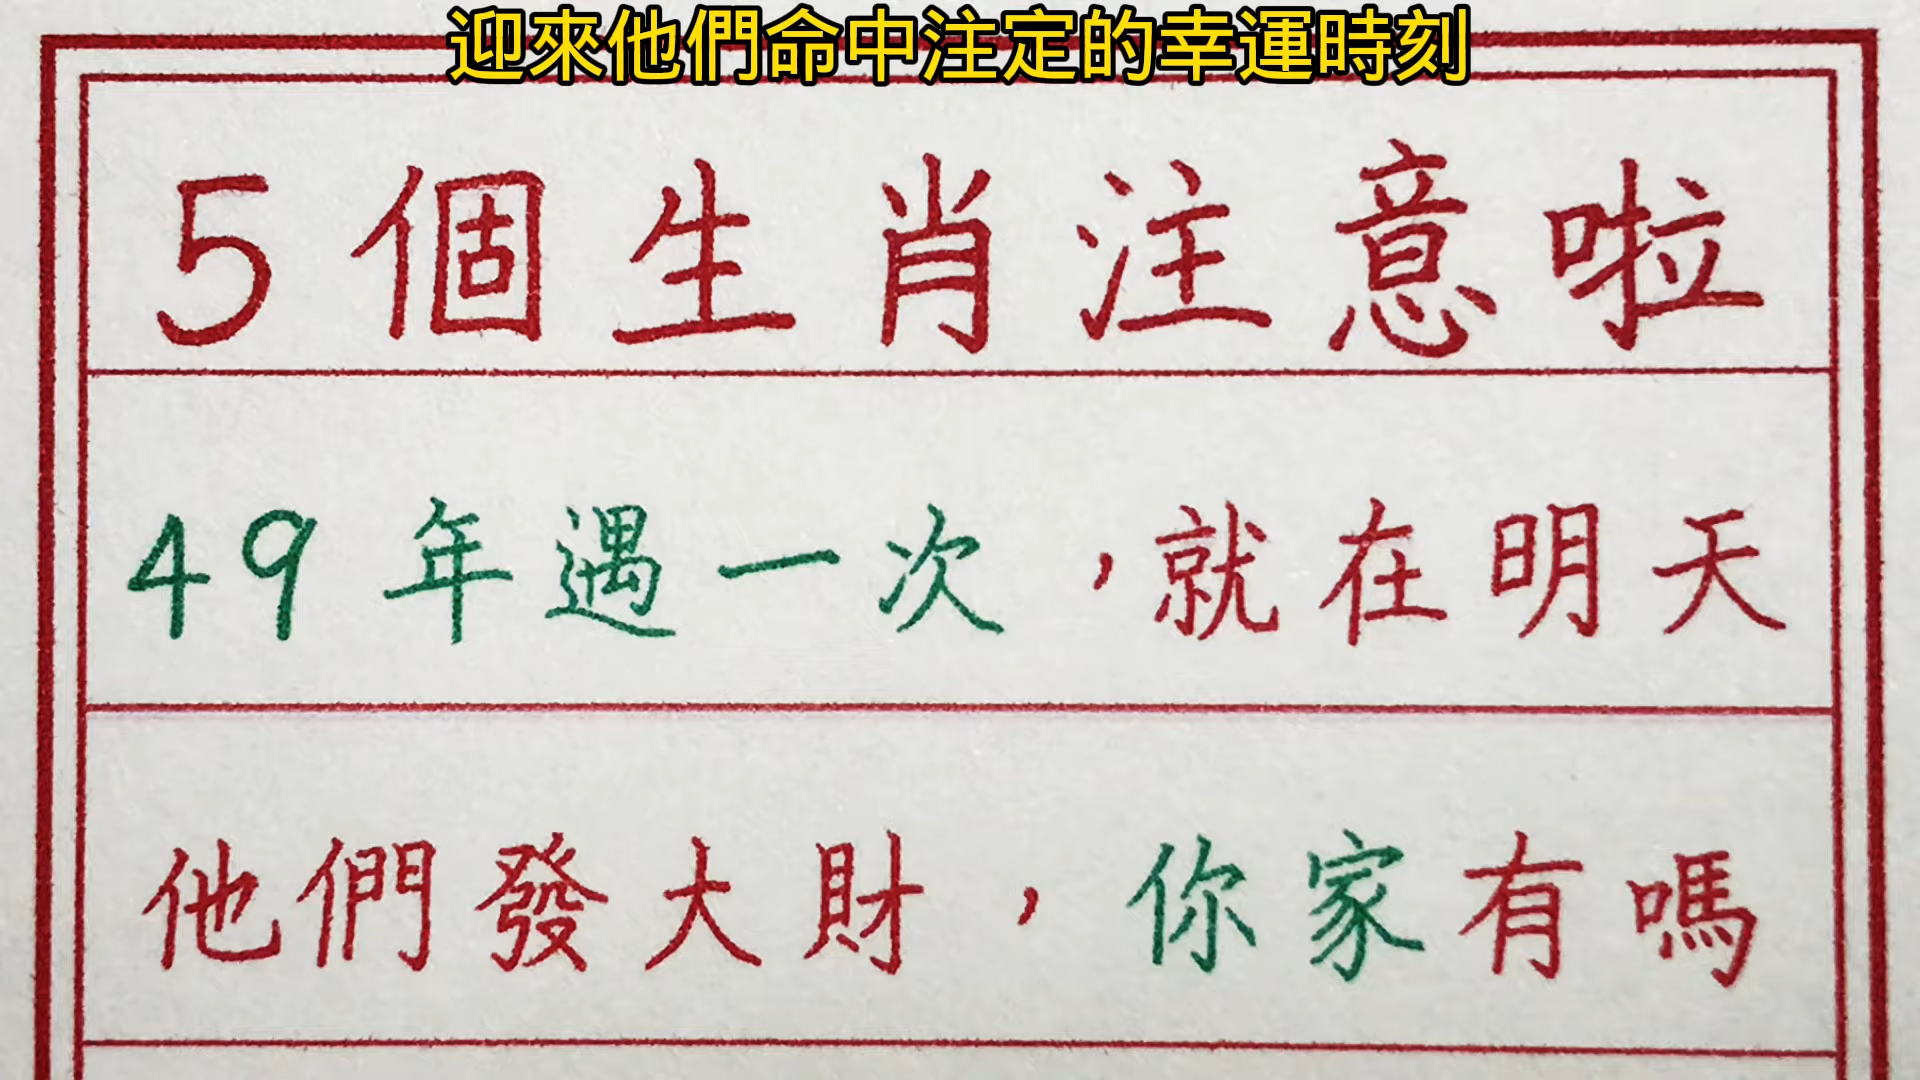 迎來他們命中注定的幸運時刻
5個生肖注意啦
49年遇一次，就在明天
他們發大財，你家有嗎